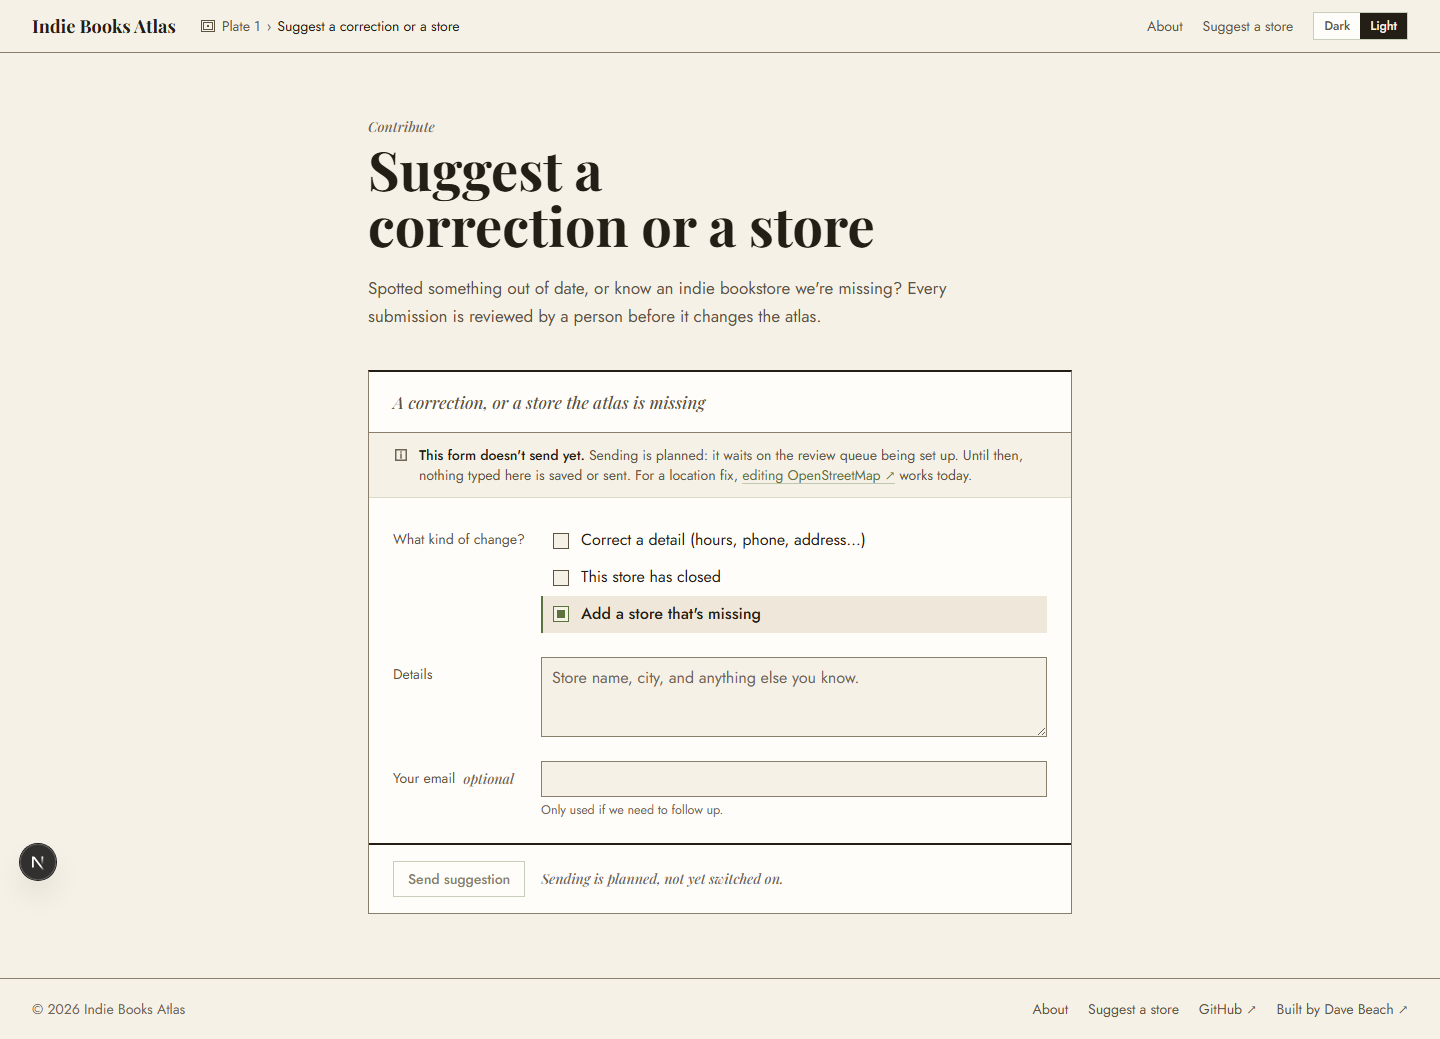 Indie Books Atlas
Plate 1 › Suggest a correction or a store
About
Suggest a store
Dark
Light
Contribute
Suggest a
correction or a store
Spotted something out of date, or know an indie bookstore we're missing? Every
submission is reviewed by a person before it changes the atlas.
A correction, or a store the atlas is missing
This form doesn't send yet. Sending is planned: it waits on the review queue being set up. Until then,
nothing typed here is saved or sent. For a location fix, editing OpenStreetMap ↗ works today.
What kind of change?
Correct a detail (hours, phone, address...)
This store has closed
Add a store that's missing
Details
Store name, city, and anything else you know.
Your email optional
Only used if we need to follow up.
N
Send suggestion
Sending is planned, not yet switched on.
© 2026 Indie Books Atlas
About
Suggest a store
GitHub ↗
Built by Dave Beach ↗